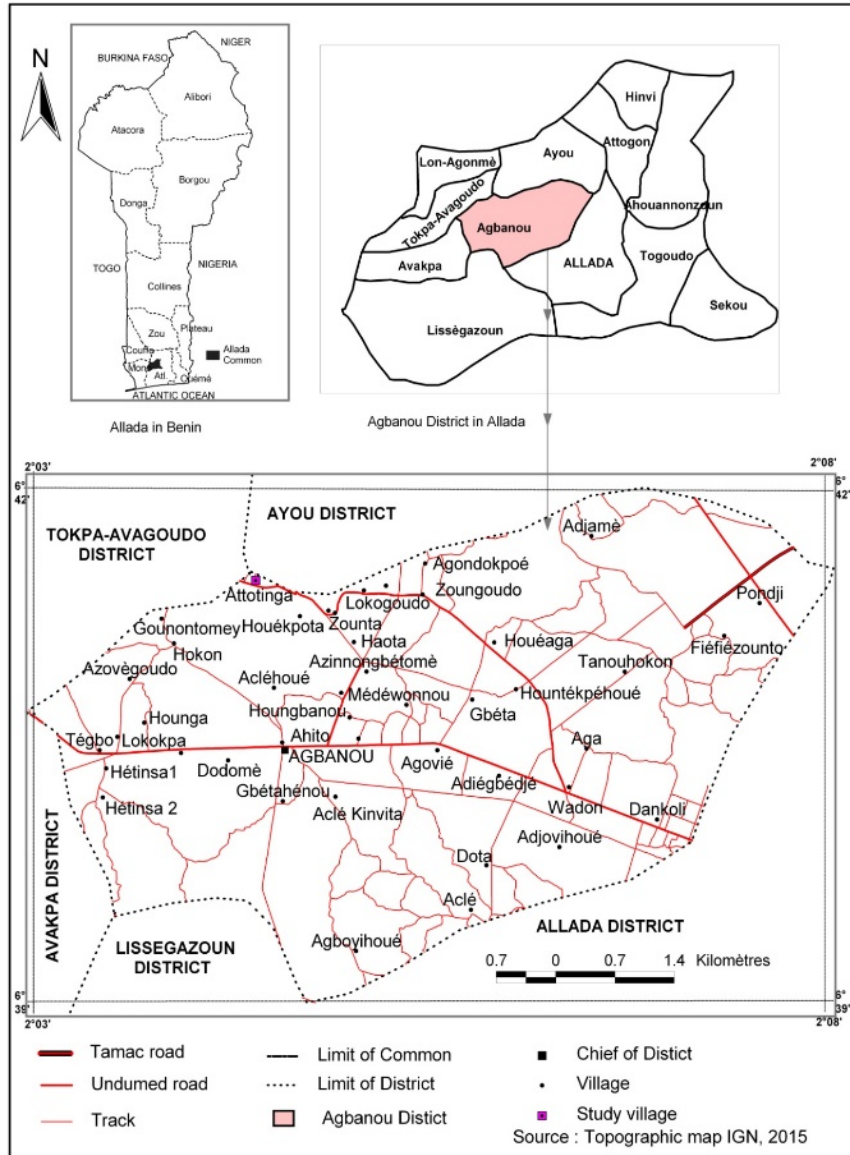 N
NIGER
BURKINA FASO
Alibori
Atacora
Borgou
Donga
TOGO
NIGERIA
Collines
Zou
Plateau
Couffo
Mono
Atl.
Ouémé
Allada
Common
ATLANTIC OCEAN
Allada in Benin
Hinvi
Attogon
Ayou
Lon-Agonmè
Tokpa-Avagoudo
Ahouannonzoun
Agbanou
Avakpa
ALLADA
Togoudo
Sekou
Lissègazoun
Agbanou District in Allada
2°03'
2°08'
6°
42'
6°
42'
AYOU DISTRICT
TOKPA-AVAGOUDO
DISTRICT
Adjamè
Agondokpoé
Zoungoudo
Pondji
Attotinga
Lokogoudo
Gounontomey
Houékpota
Zounta
Hokon
Haota
Houéaga
Fiéfiézounto
Azovègoudo
Azinnongbétomè
Tanouhokon
Acléhoué
Médéwonnou
Hountékpéhoué
Houngbanou
Gbéta
Hounga
Tégbo
Lokokpa
Ahito
Aga
AGBANOU
Agovié
Hétinsa1
Dodomè
Adiégbédjé
Gbétahénou
Hétinsa 2
Aclé Kinvita
Wadon
Dankoli
Adjovihoué
Dota
Aclé
AVAKPA DISTRICT
LISSEGAZOUN
DISTRICT
Agboyihoué
ALLADA DISTRICT
0.7 0 0.7 1.4 Kilomètres
6°
39'
6°
39'
2°03'
2°08'
Tamac road
Limit of Common
Chief of Distict
Undumed road
Limit of District
Village
Track
Agbanou Distict
Study village
Source : Topographic map IGN, 2015